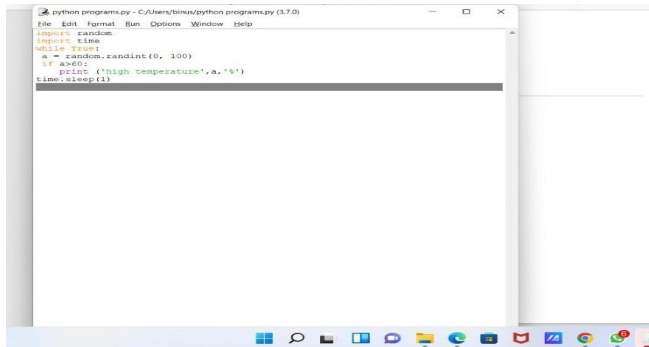 python programs.py - C:/Users/binus/python programs.py (3.7.0)
File Edit Format Run Options Window Help
import random
import time
while True:
 a = random.randint(0, 100)
 if a>60:
    print ('high temperature',a,'%')
time.sleep(1)
6